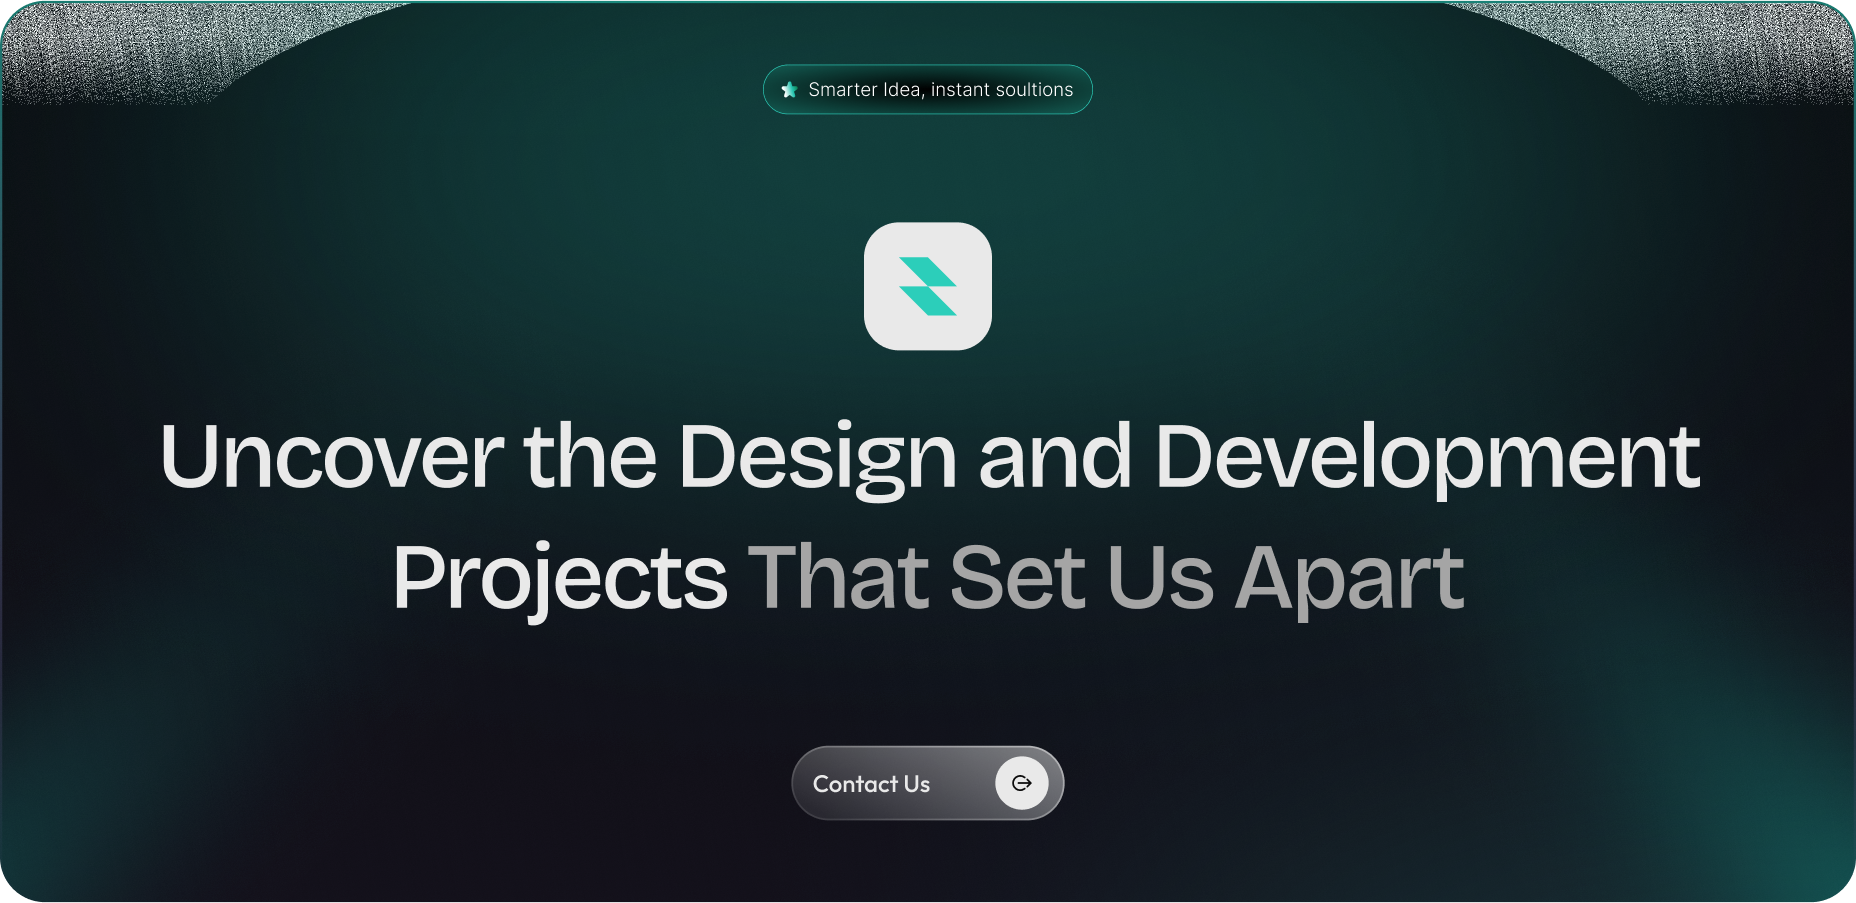 Smarter Idea, instant soultions
Uncover the Design and Development
Projects That Set Us Apart
Contact Us